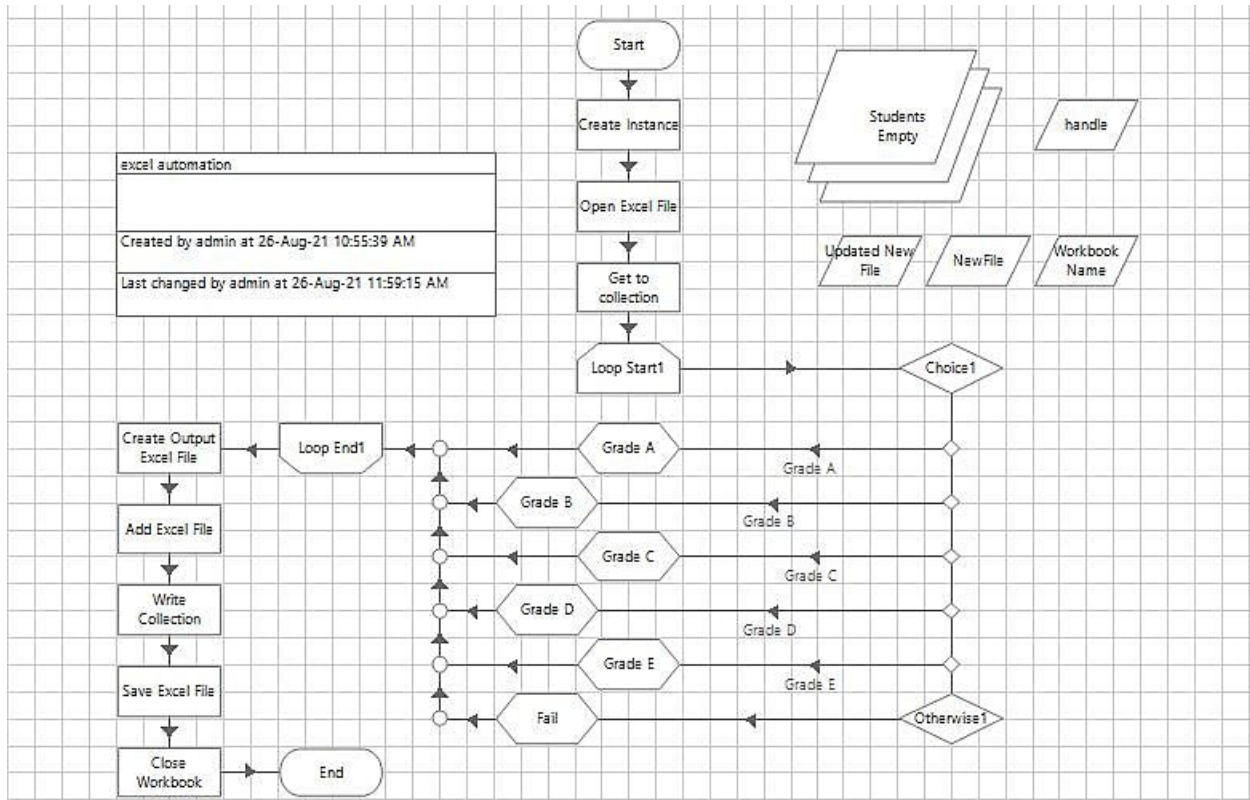 Start
Create Instance
Students
Empty
handle
excel automation
Open Excel File
Created by admin at 26-Aug-21 10:55:39 AM
Updated New
File
NewFile
Workbook
Name
Last changed by admin at 26-Aug-21 11:59:15 AM
Get to
collection
Loop Start1
Choice1
Create Output
Excel File
Loop End1
Grade A
Grade A
Grade B
Grade B
Add Excel File
Grade C
Grade C
Write
Collection
Grade D
Grade D
Grade E
Grade E
Save Excel File
Fail
Otherwise1
Close
Workbook
End